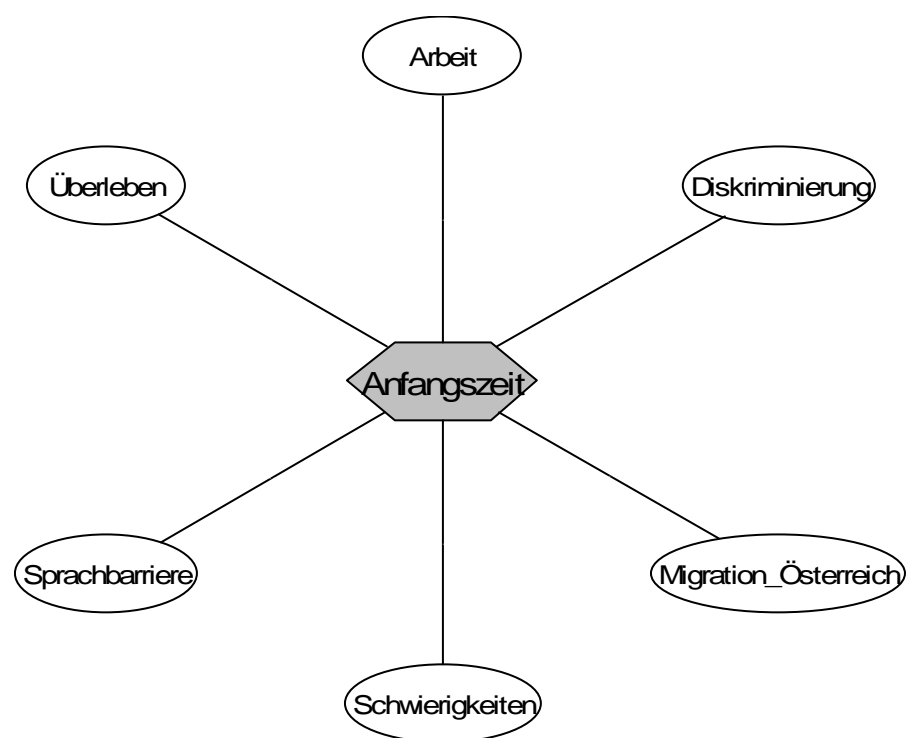 Arbeit
Überleben
Diskriminierung
Anfangszeit
Sprachbarriere
Migration_Österreich
Schwierigkeiten